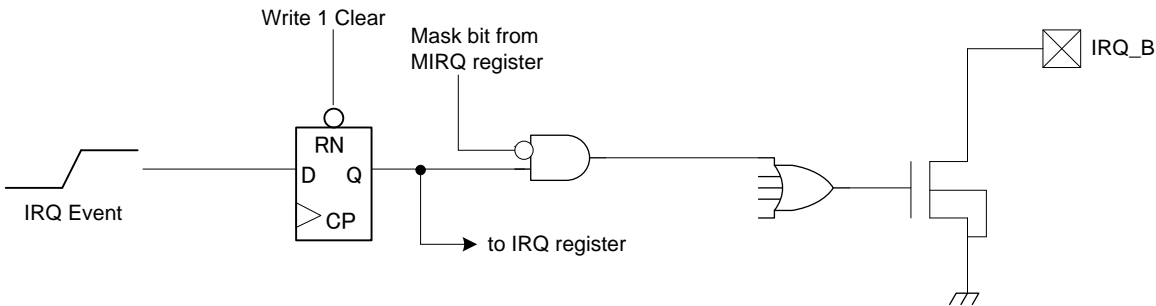 Write 1 Clear
Mask bit from
MIRQ register
IRQ_B
RN
D Q
CP
IRQ Event
to IRQ register